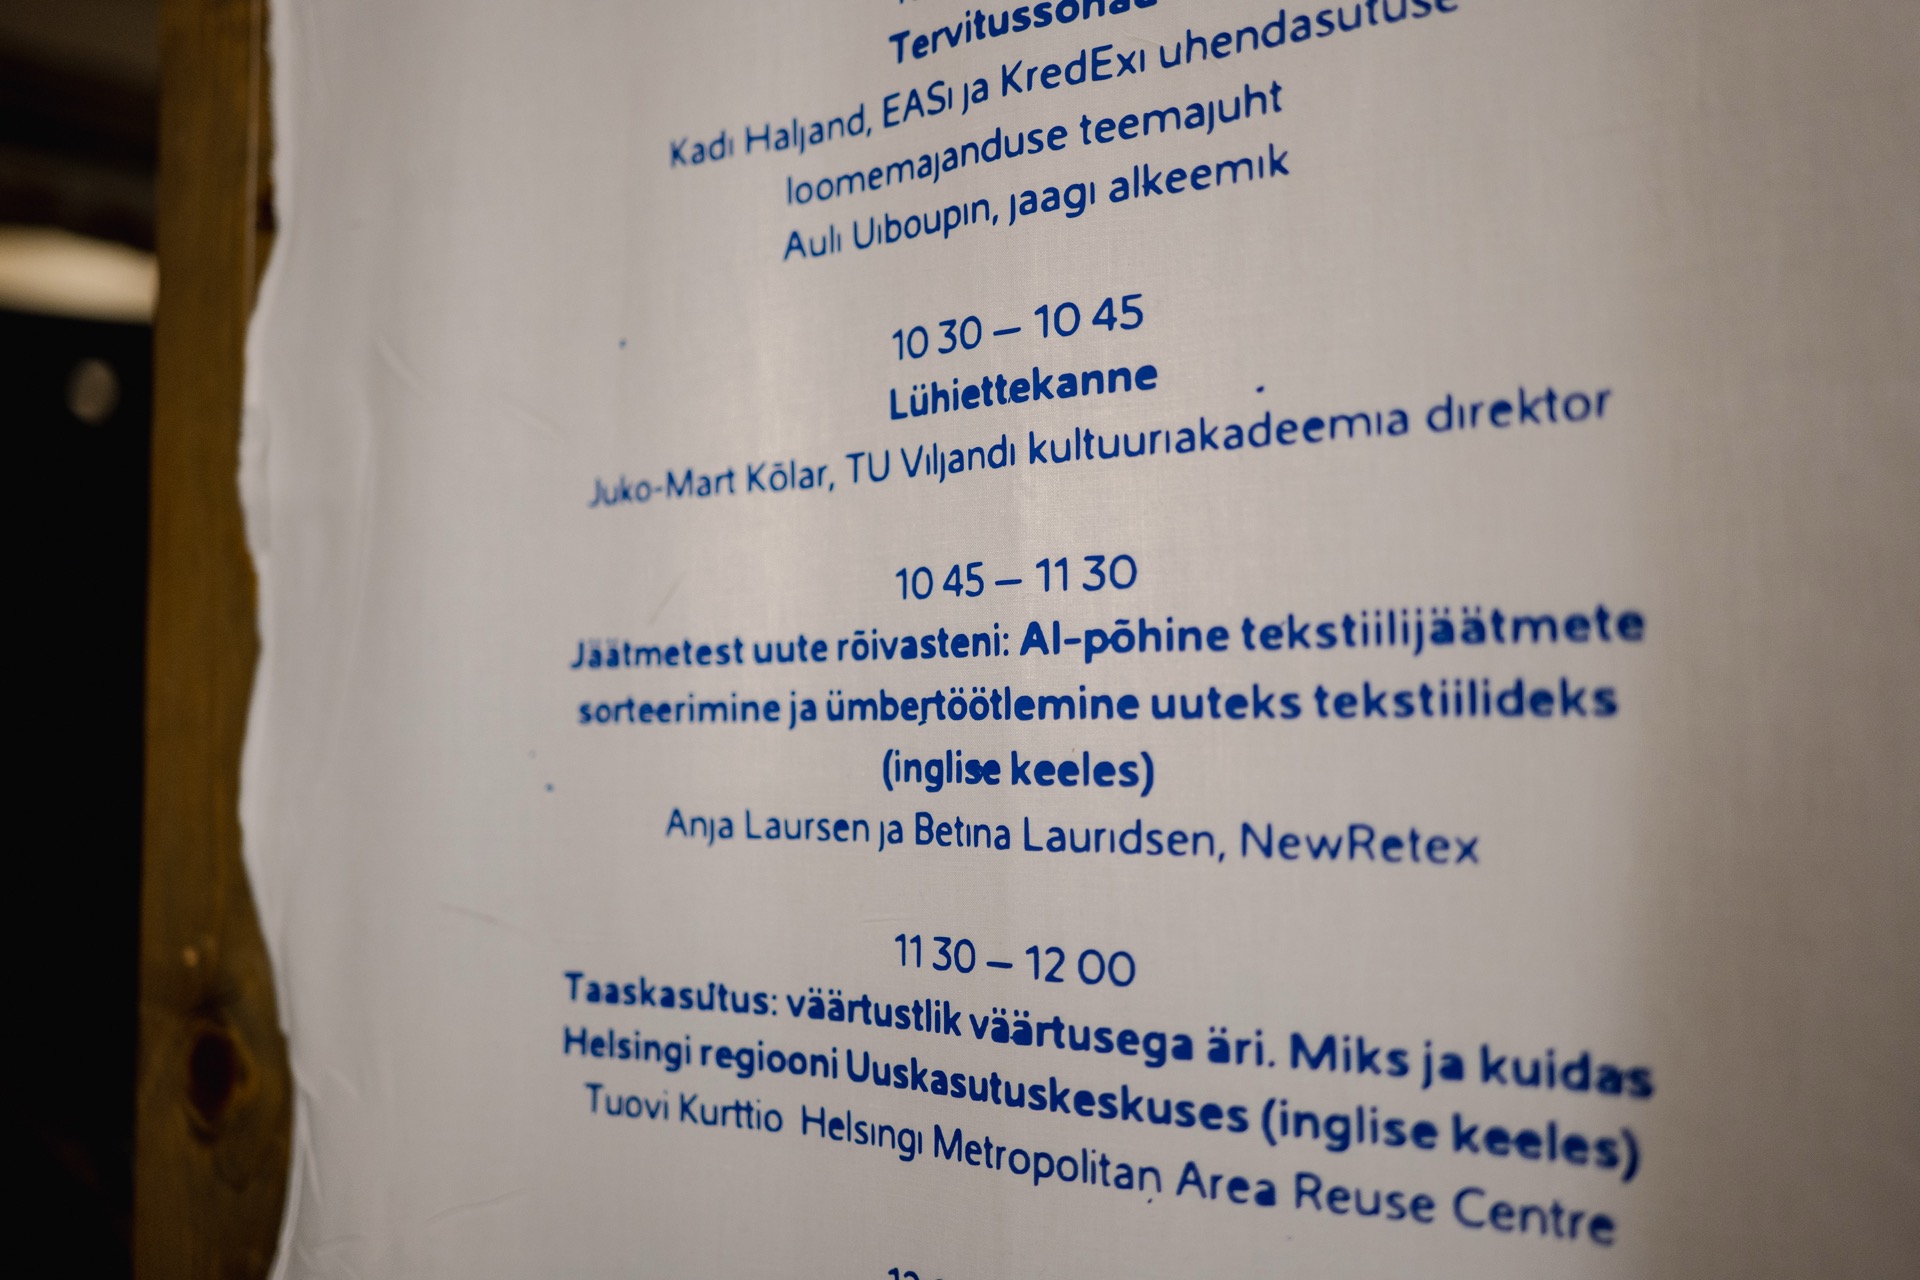 Tervitussõnad
Kadi Haljand, EASi ja KredExi ühendasutuse
loomemajanduse teemajuht
Auli Uiboupin, jaagi alkeemik
10 30 – 10 45
Lühiettekanne
Juko-Mart Kõlar, TÜ Viljandi kultuuriakadeemia direktor
10 45 – 11 30
Jäätmetest uute rõivasteni: AI-põhine tekstiilijäätmete
sorteerimine ja ümbertöötlemine uuteks tekstiilideks
(inglise keeles)
Anja Laursen ja Betina Lauridsen, NewRetex
11 30 – 12 00
Taaskasutus: väärtustlik väärtusega äri. Miks ja kuidas
Helsingi regiooni Uuskasutuskeskuses (inglise keeles)
Tuovi Kurttio Helsingi Metropolitan Area Reuse Centre